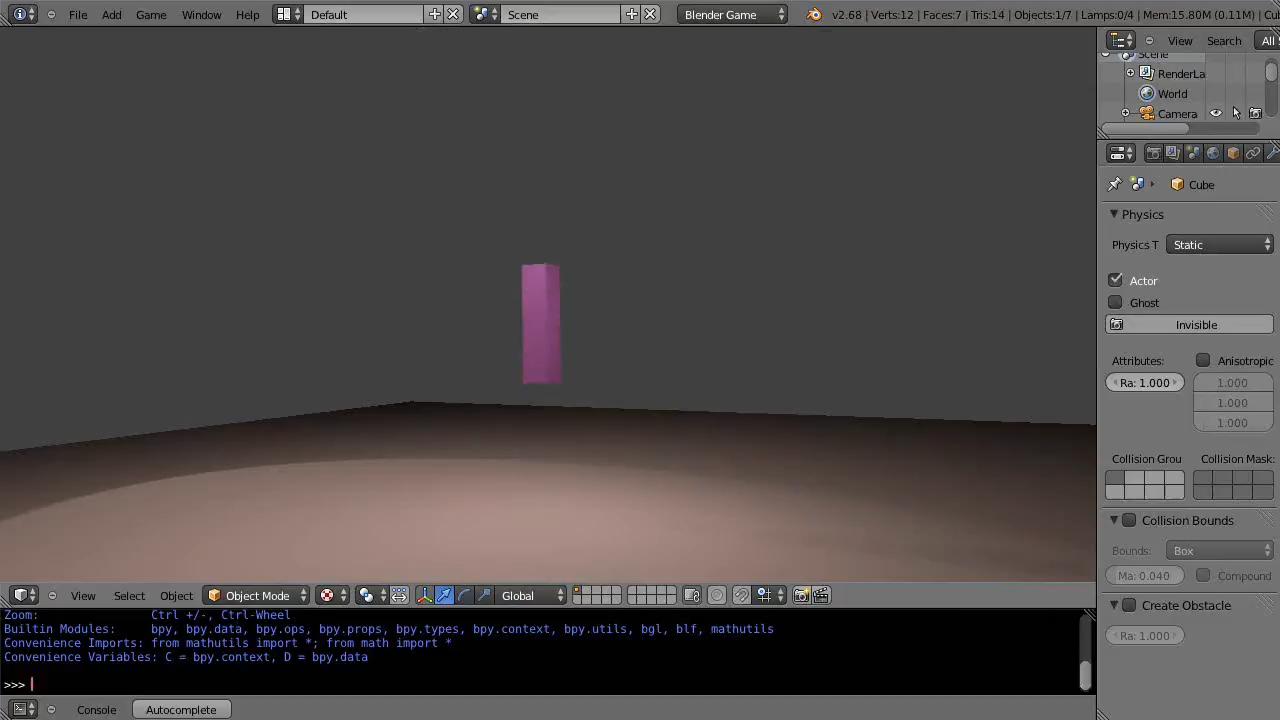 File Add Game Window Help Default Scene Blender Game v2.68 | Verts:12 | Faces:7 | Tris:14 | Objects:1/7 | Lamps:0/4 | Mem:15.80M (0.11M) | Cu
View Search All S
Scene
RenderLa
World
Camera
Cube
Physics
Physics T Static
Actor
Ghost
Invisible
Attributes: Anisotropic
Ra: 1.000 1.000
1.000
1.000
Collision Grou Collision Mask:
Collision Bounds
Bounds: Box
Ma: 0.040 Compound
Create Obstacle
Ra: 1.000
View Select Object Object Mode Global
Zoom: Ctrl +/-, Ctrl-Wheel
Builtin Modules: bpy, bpy.data, bpy.ops, bpy.props, bpy.types, bpy.context, bpy.utils, bgl, blf, mathutils
Convenience Imports: from mathutils import *; from math import *
Convenience Variables: C = bpy.context, D = bpy.data
>>>
Console Autocomplete